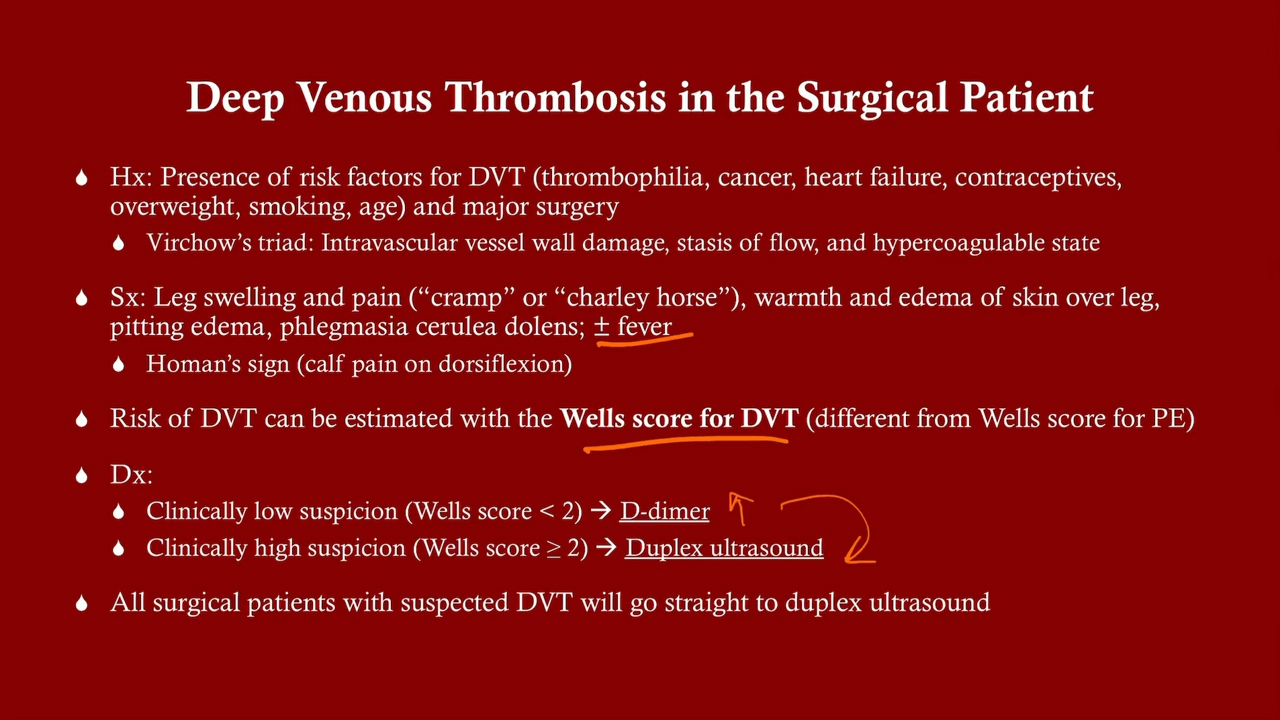 Deep Venous Thrombosis in the Surgical Patient
Hx: Presence of risk factors for DVT (thrombophilia, cancer, heart failure, contraceptives,
overweight, smoking, age) and major surgery
Virchow’s triad: Intravascular vessel wall damage, stasis of flow, and hypercoagulable state
Sx: Leg swelling and pain (“cramp” or “charley horse”), warmth and edema of skin over leg,
pitting edema, phlegmasia cerulea dolens; ± fever
Homan’s sign (calf pain on dorsiflexion)
Risk of DVT can be estimated with the Wells score for DVT (different from Wells score for PE)
Dx:
Clinically low suspicion (Wells score < 2) → D-dimer
Clinically high suspicion (Wells score ≥ 2) → Duplex ultrasound
All surgical patients with suspected DVT will go straight to duplex ultrasound